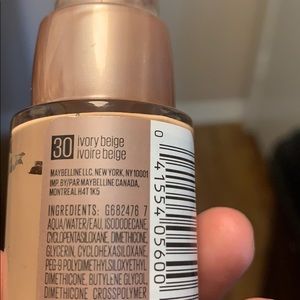 30 ivory beige
ivoire beige
MAYBELLINE LLC, NEW YORK, NY 10001
IMP. BY/PAR MAYBELLINE CANADA,
MONTREAL H4T 1K5
INGREDIENTS: G682476 7
AQUA/WATER/EAU, ISODODECANE,
CYCLOPENTASILOXANE, DIMETHICONE,
GLYCERIN, CYCLOHEXASILOXANE,
PEG-9 POLYDIMETHYLSILOXYETHYL
DIMETHICONE, BUTYLENE GLYCOL,
DIMETHICONE CROSSPOLYMER
0 41554 05600